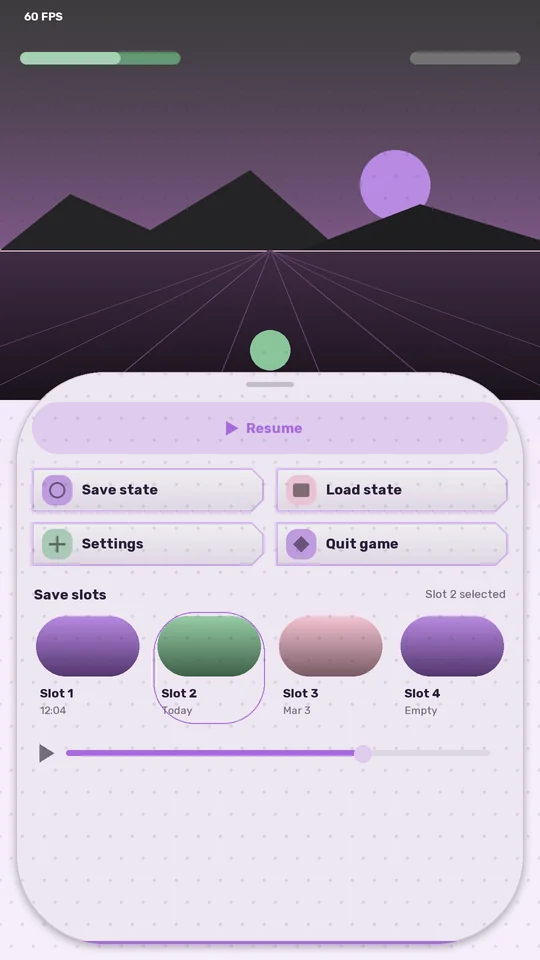 60 FPS
Resume
Save state
Load state
Settings
Quit game
Save slots
Slot 2 selected
Slot 1
Slot 2
Slot 3
Slot 4
12:04
Today
Mar 3
Empty